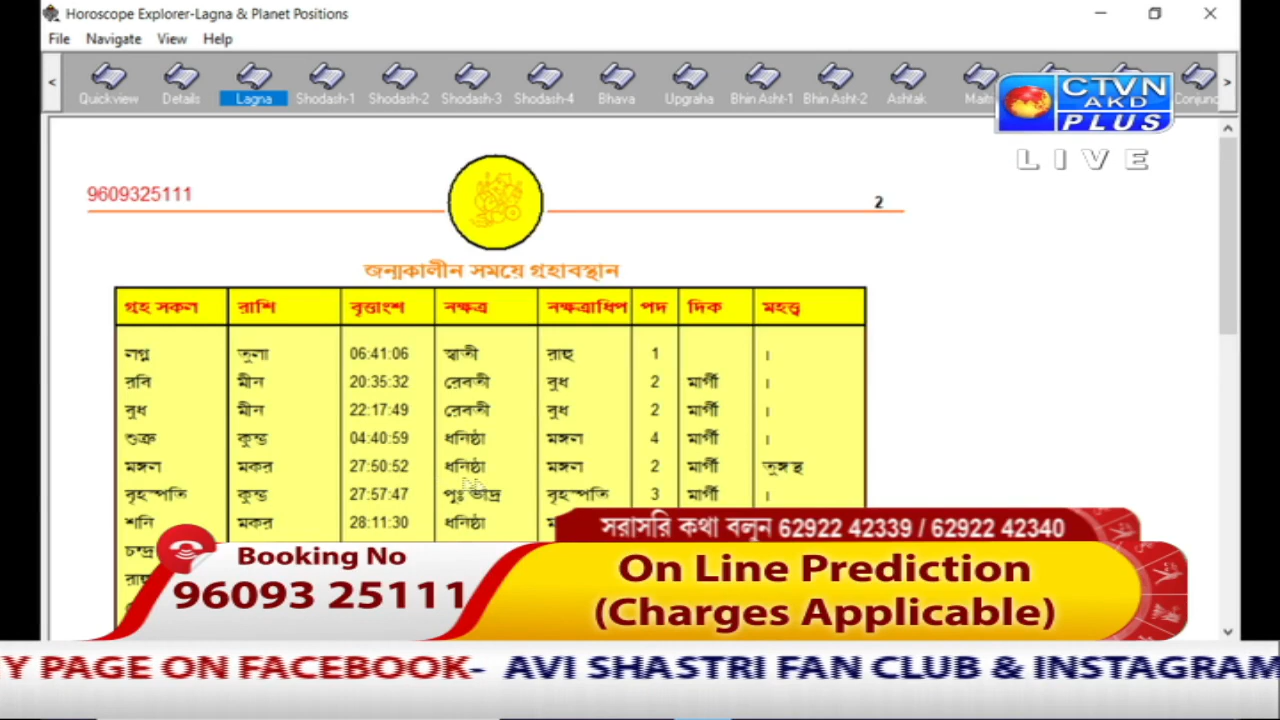 Horoscope Explorer-Lagna & Planet Positions
File Navigate View Help
< Quickview Details Lagna Shodash-1 Shodash-2 Shodash-3 Shodash-4 Bhava Upgraha Bhin Asht-1 Bhin Asht-2 Ashtak Maitri Conjunc >
CTVN
AKD
PLUS
LIVE
9609325111
2
জন্মকালীন সময়ে গ্রহাবস্থান
গ্রহ সকল রাশি বৃত্তাংশ নক্ষত্র নক্ষত্রাধিপ পদ দিক মহত্ত্ব
লগ্ন তুলা 06:41:06 স্বাতী রাহু 1 ।
রবি মীন 20:35:32 রেবতী বুধ 2 মার্গী ।
বুধ মীন 22:17:49 রেবতী বুধ 2 মার্গী ।
শুক্র কুম্ভ 04:40:59 ধনিষ্ঠা মঙ্গল 4 মার্গী ।
মঙ্গল মকর 27:50:52 ধনিষ্ঠা মঙ্গল 2 মার্গী তুঙ্গস্থ
বৃহস্পতি কুম্ভ 27:57:47 পুঃ ভাদ্র বৃহস্পতি 3 মার্গী ।
শনি মকর 28:11:30 ধনিষ্ঠা
চন্দ্র
সরাসরি কথা বলুন 62922 42339 / 62922 42340
Booking No
96093 25111
On Line Prediction
(Charges Applicable)
Y PAGE ON FACEBOOK- AVI SHASTRI FAN CLUB & INSTAGRAM